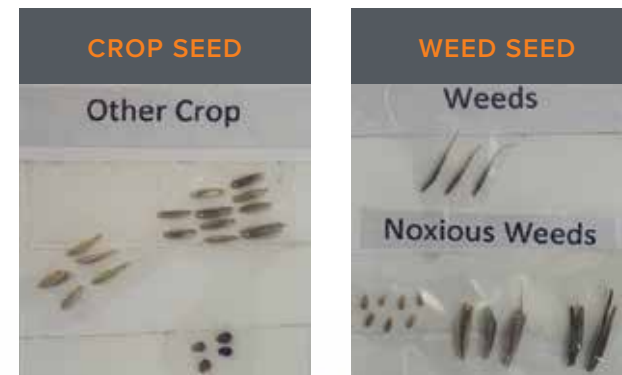 CROP SEED
Other Crop
WEED SEED
Weeds
Noxious Weeds